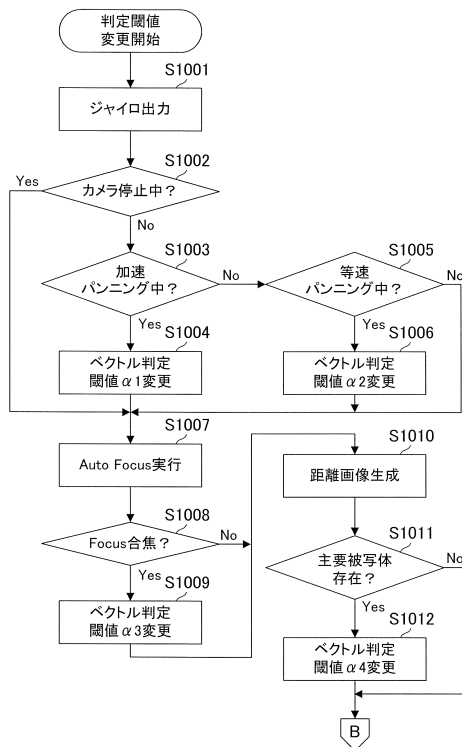 判定閾値
変更開始
S1001
ジャイロ出力
S1002
カメラ停止中？
Yes
No
S1003
加速
パンニング中？
No
Yes
S1005
等速
パンニング中？
No
Yes
S1004
ベクトル判定
閾値α1変更
S1006
ベクトル判定
閾値α2変更
S1007
Auto Focus実行
S1008
Focus合焦？
No
Yes
S1009
ベクトル判定
閾値α3変更
S1010
距離画像生成
S1011
主要被写体
存在？
No
Yes
S1012
ベクトル判定
閾値α4変更
B